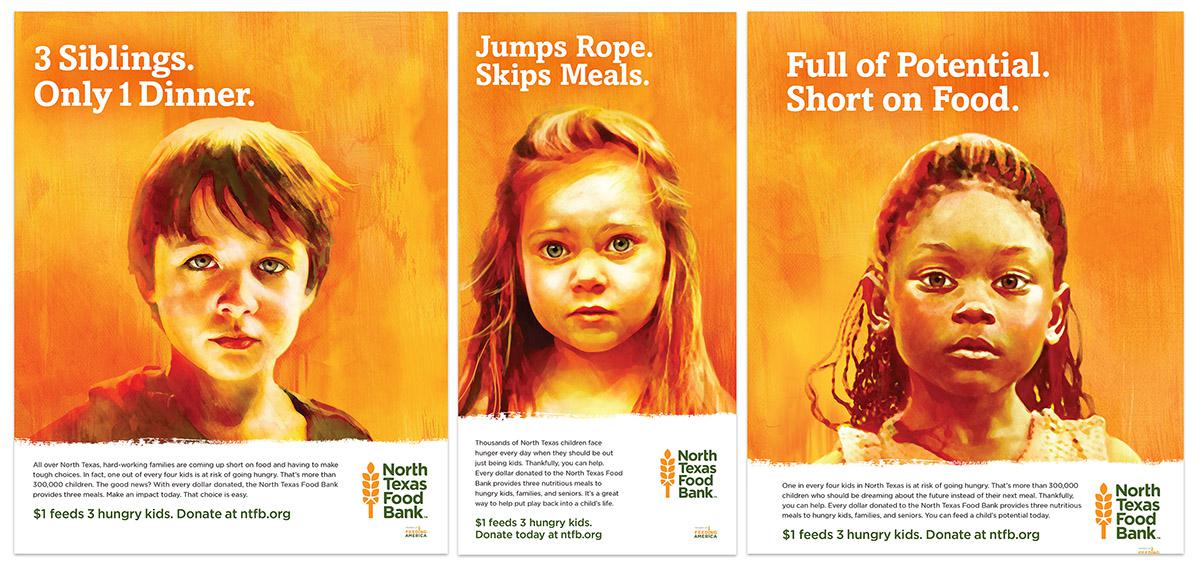 3 Siblings.
Only 1 Dinner.
All over North Texas, hard-working families are coming up short on food and having to make
tough choices. In fact, one out of every four kids is at risk of going hungry. That's more than
300,000 children. The good news? With every dollar donated, the North Texas Food Bank
provides three meals. Make an impact today. That choice is easy.
$1 feeds 3 hungry kids. Donate at ntfb.org
North
Texas
Food
Bank™
MEMBER OF
FEEDING
AMERICA
Jumps Rope.
Skips Meals.
Thousands of North Texas children face
hunger every day when they should be out
just being kids. Thankfully, you can help.
Every dollar donated to the North Texas Food
Bank provides three nutritious meals to
hungry kids, families, and seniors. It's a great
way to help put play back into a child's life.
$1 feeds 3 hungry kids.
Donate today at ntfb.org
North
Texas
Food
Bank™
MEMBER OF
FEEDING
AMERICA
Full of Potential.
Short on Food.
One in every four kids in North Texas is at risk of going hungry. That's more than 300,000
children who should be dreaming about the future instead of their next meal. Thankfully,
you can help. Every dollar donated to the North Texas Food Bank provides three nutritious
meals to hungry kids, families, and seniors. You can feed a child's potential today.
$1 feeds 3 hungry kids. Donate at ntfb.org
North
Texas
Food
Bank™
MEMBER OF
FEEDING